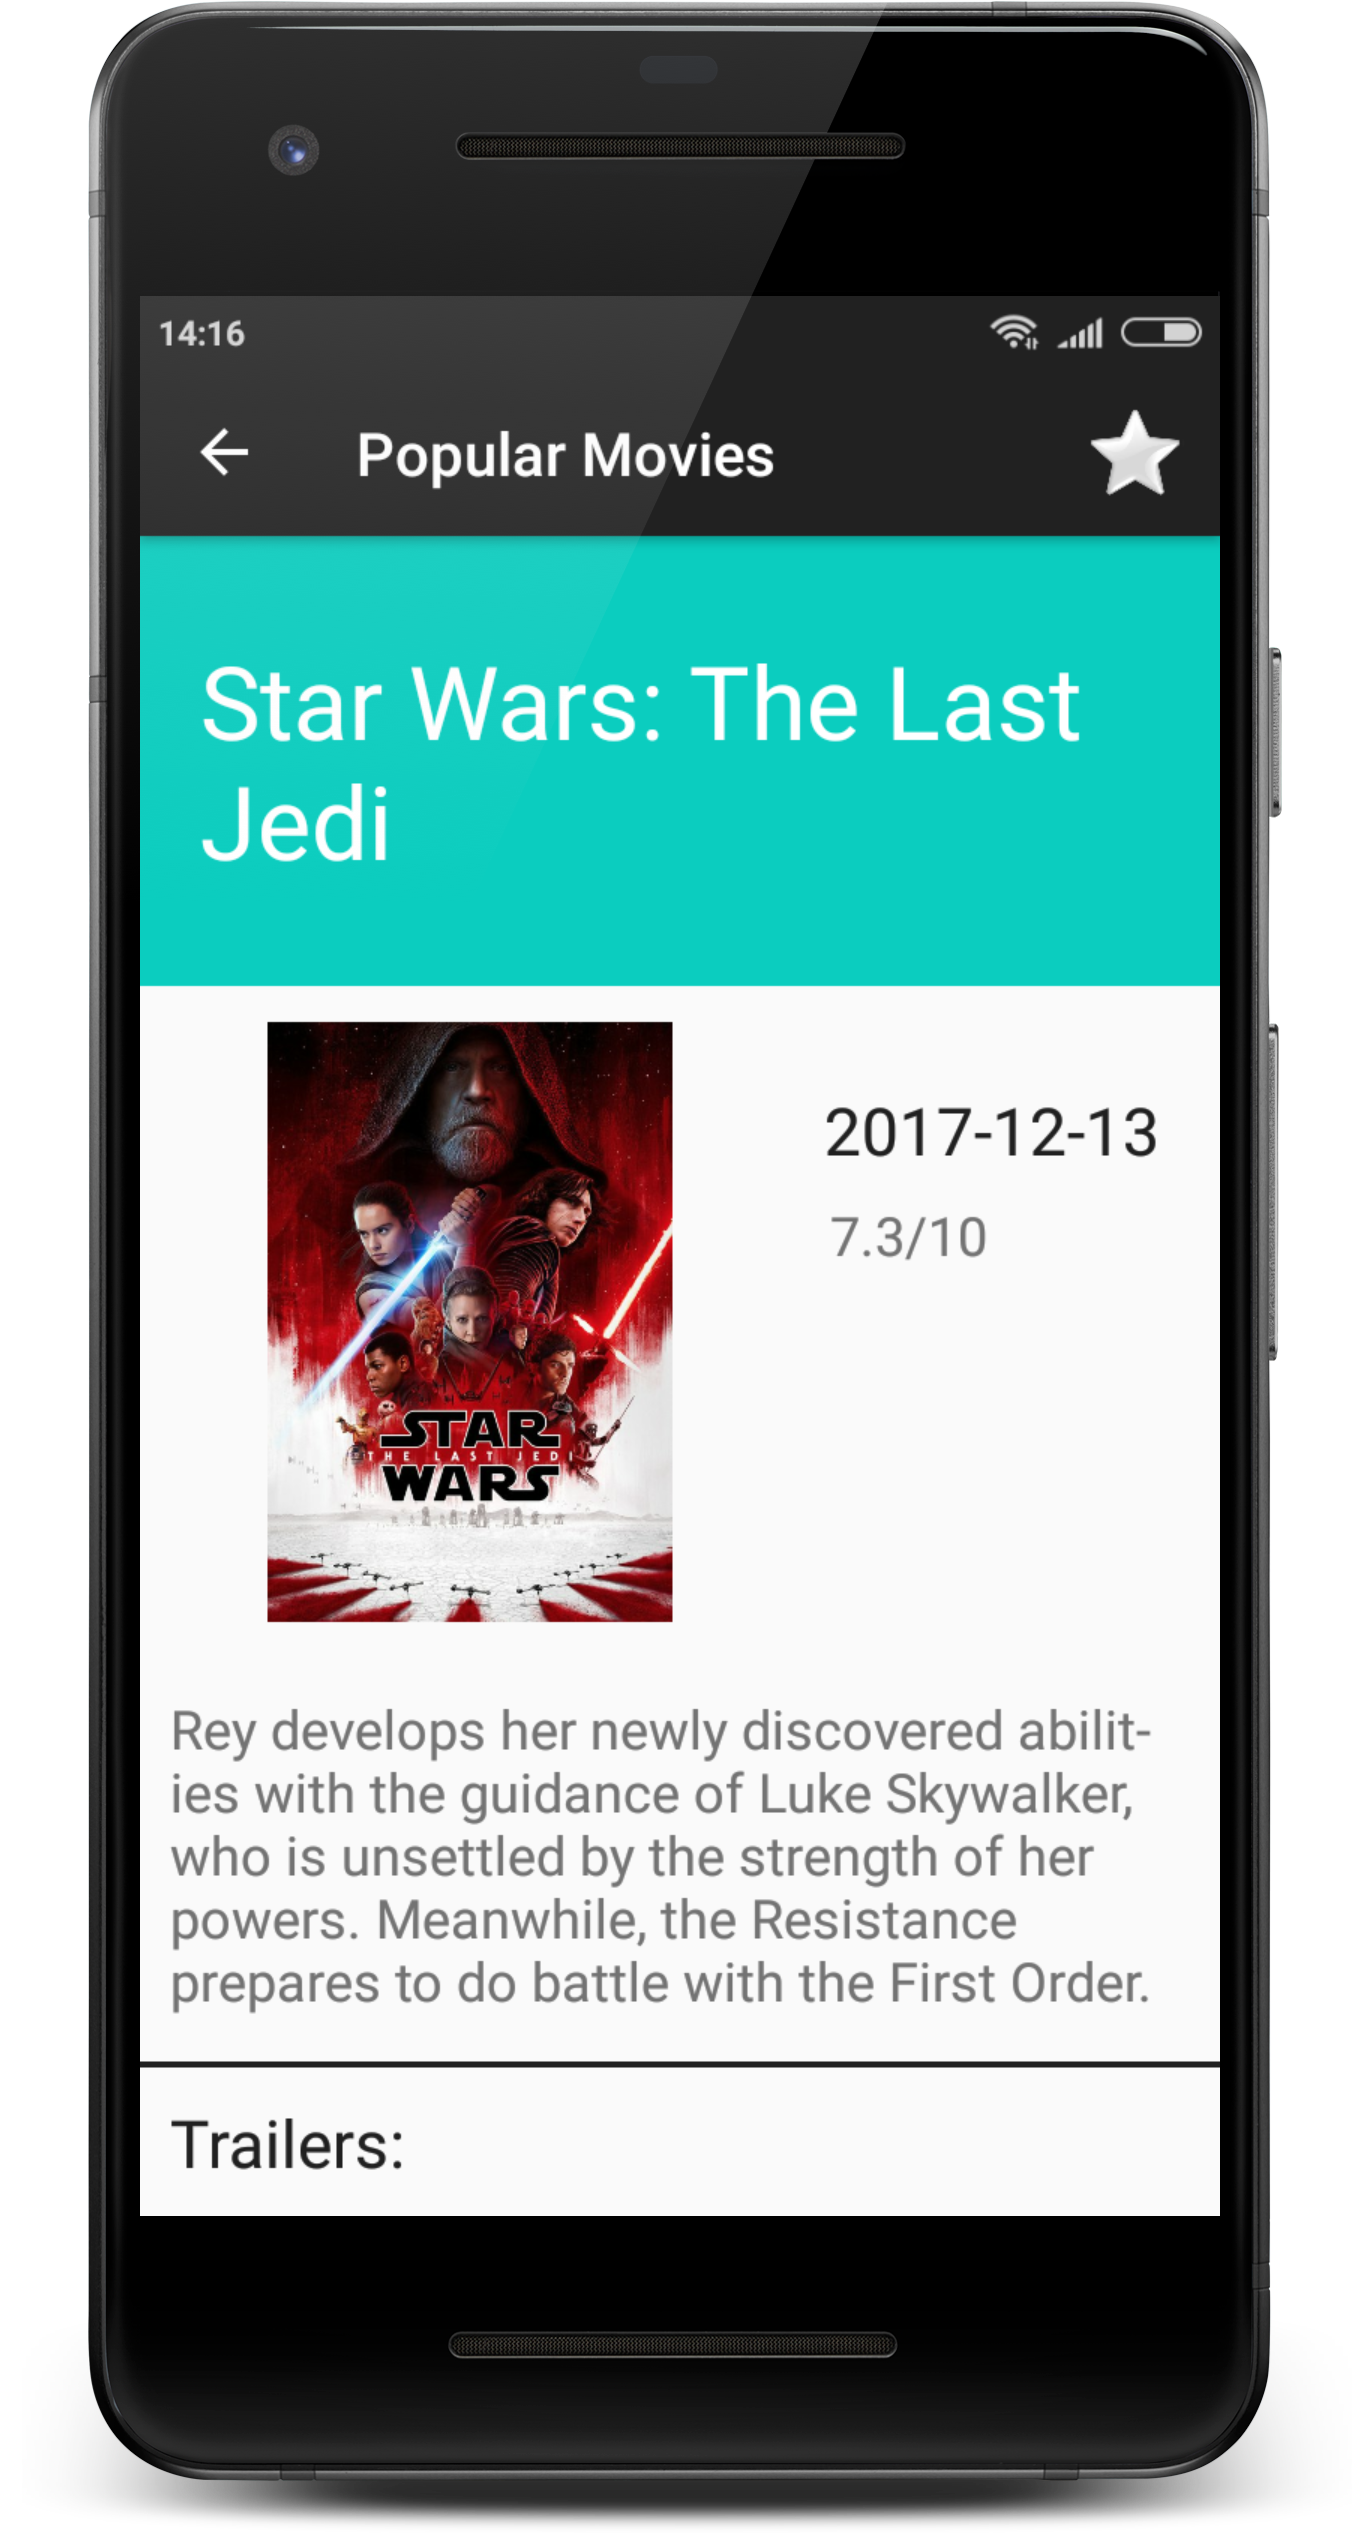 14:16
Popular Movies
Star Wars: The Last
Jedi
2017-12-13
7.3/10
STAR
THE LAST JEDI
WARS
Rey develops her newly discovered abilit-
ies with the guidance of Luke Skywalker,
who is unsettled by the strength of her
powers. Meanwhile, the Resistance
prepares to do battle with the First Order.
Trailers: